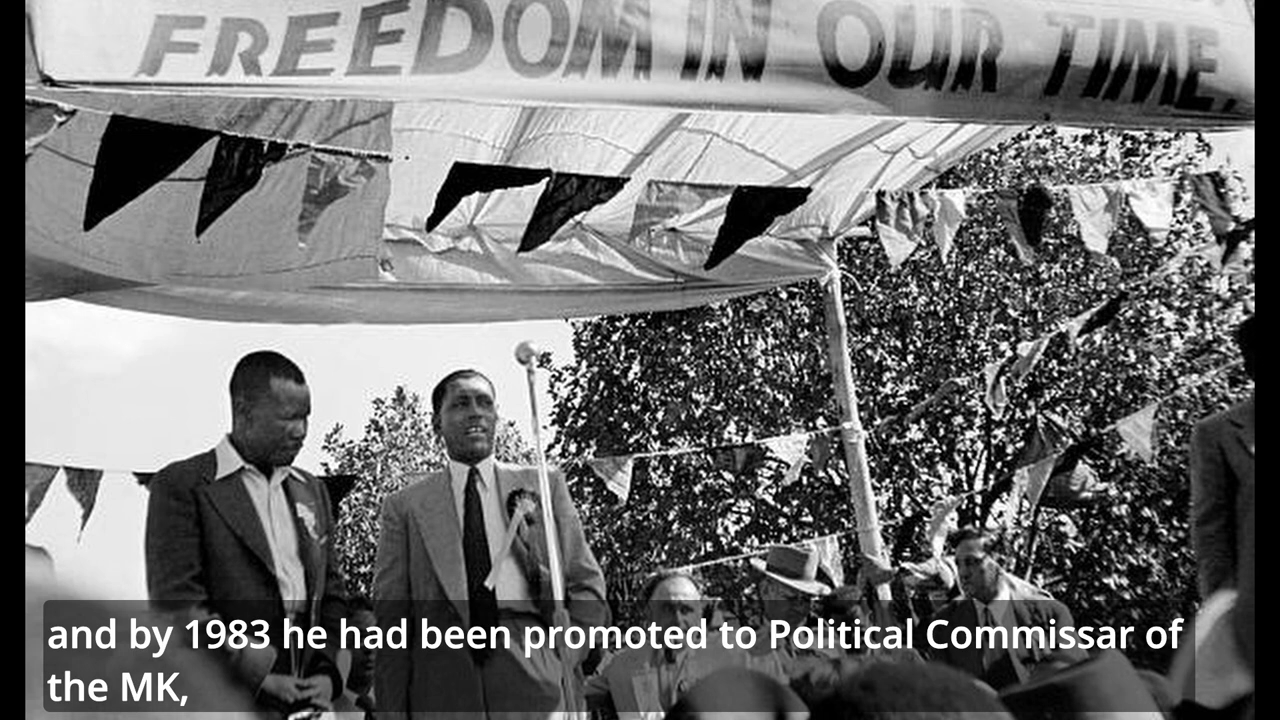 FREEDOM IN OUR TIME.
and by 1983 he had been promoted to Political Commissar of
the MK,